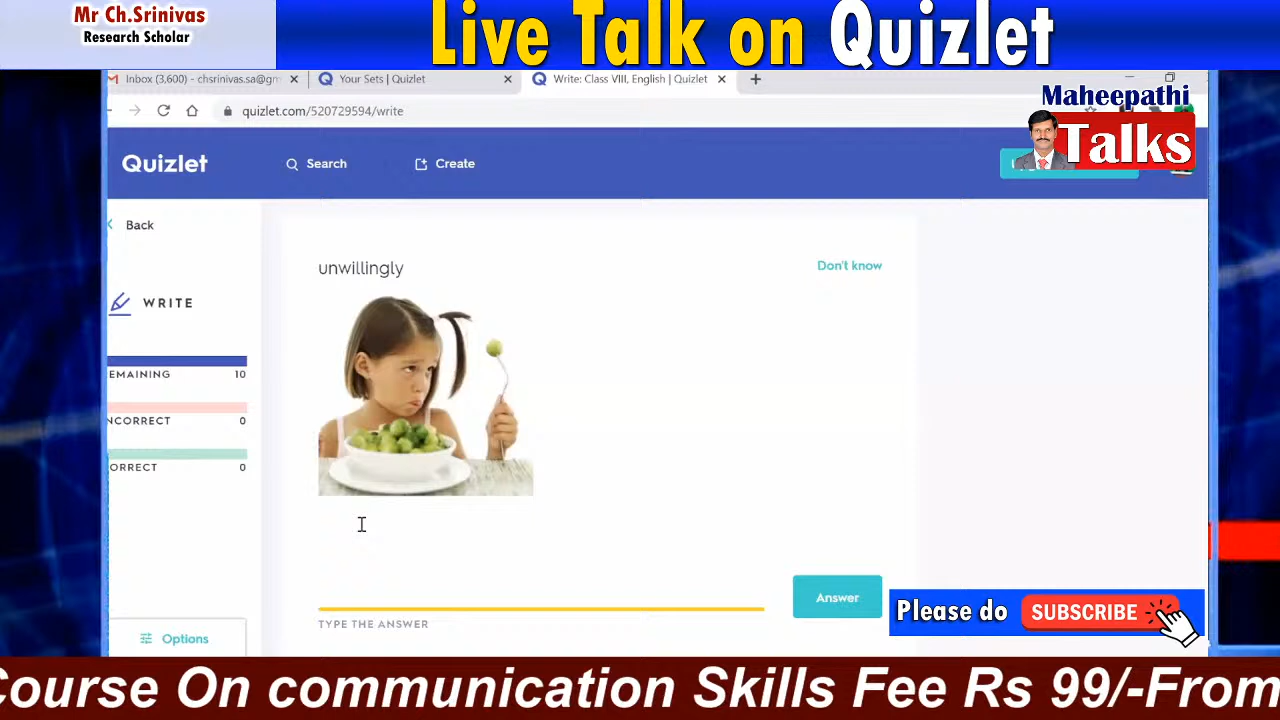 Mr Ch.Srinivas
Research Scholar
Live Talk on Quizlet
Inbox (3,600) - chsrinivas.sa@gm
Your Sets | Quizlet
Write: Class VIII, English | Quizlet
quizlet.com/520729594/write
Maheepathi
Talks
Quizlet
Search
Create
Back
unwillingly
Don't know
WRITE
EMAINING 10
NCORRECT 0
ORRECT 0
Answer
TYPE THE ANSWER
Options
Please do SUBSCRIBE
Course On communication Skills Fee Rs 99/-From